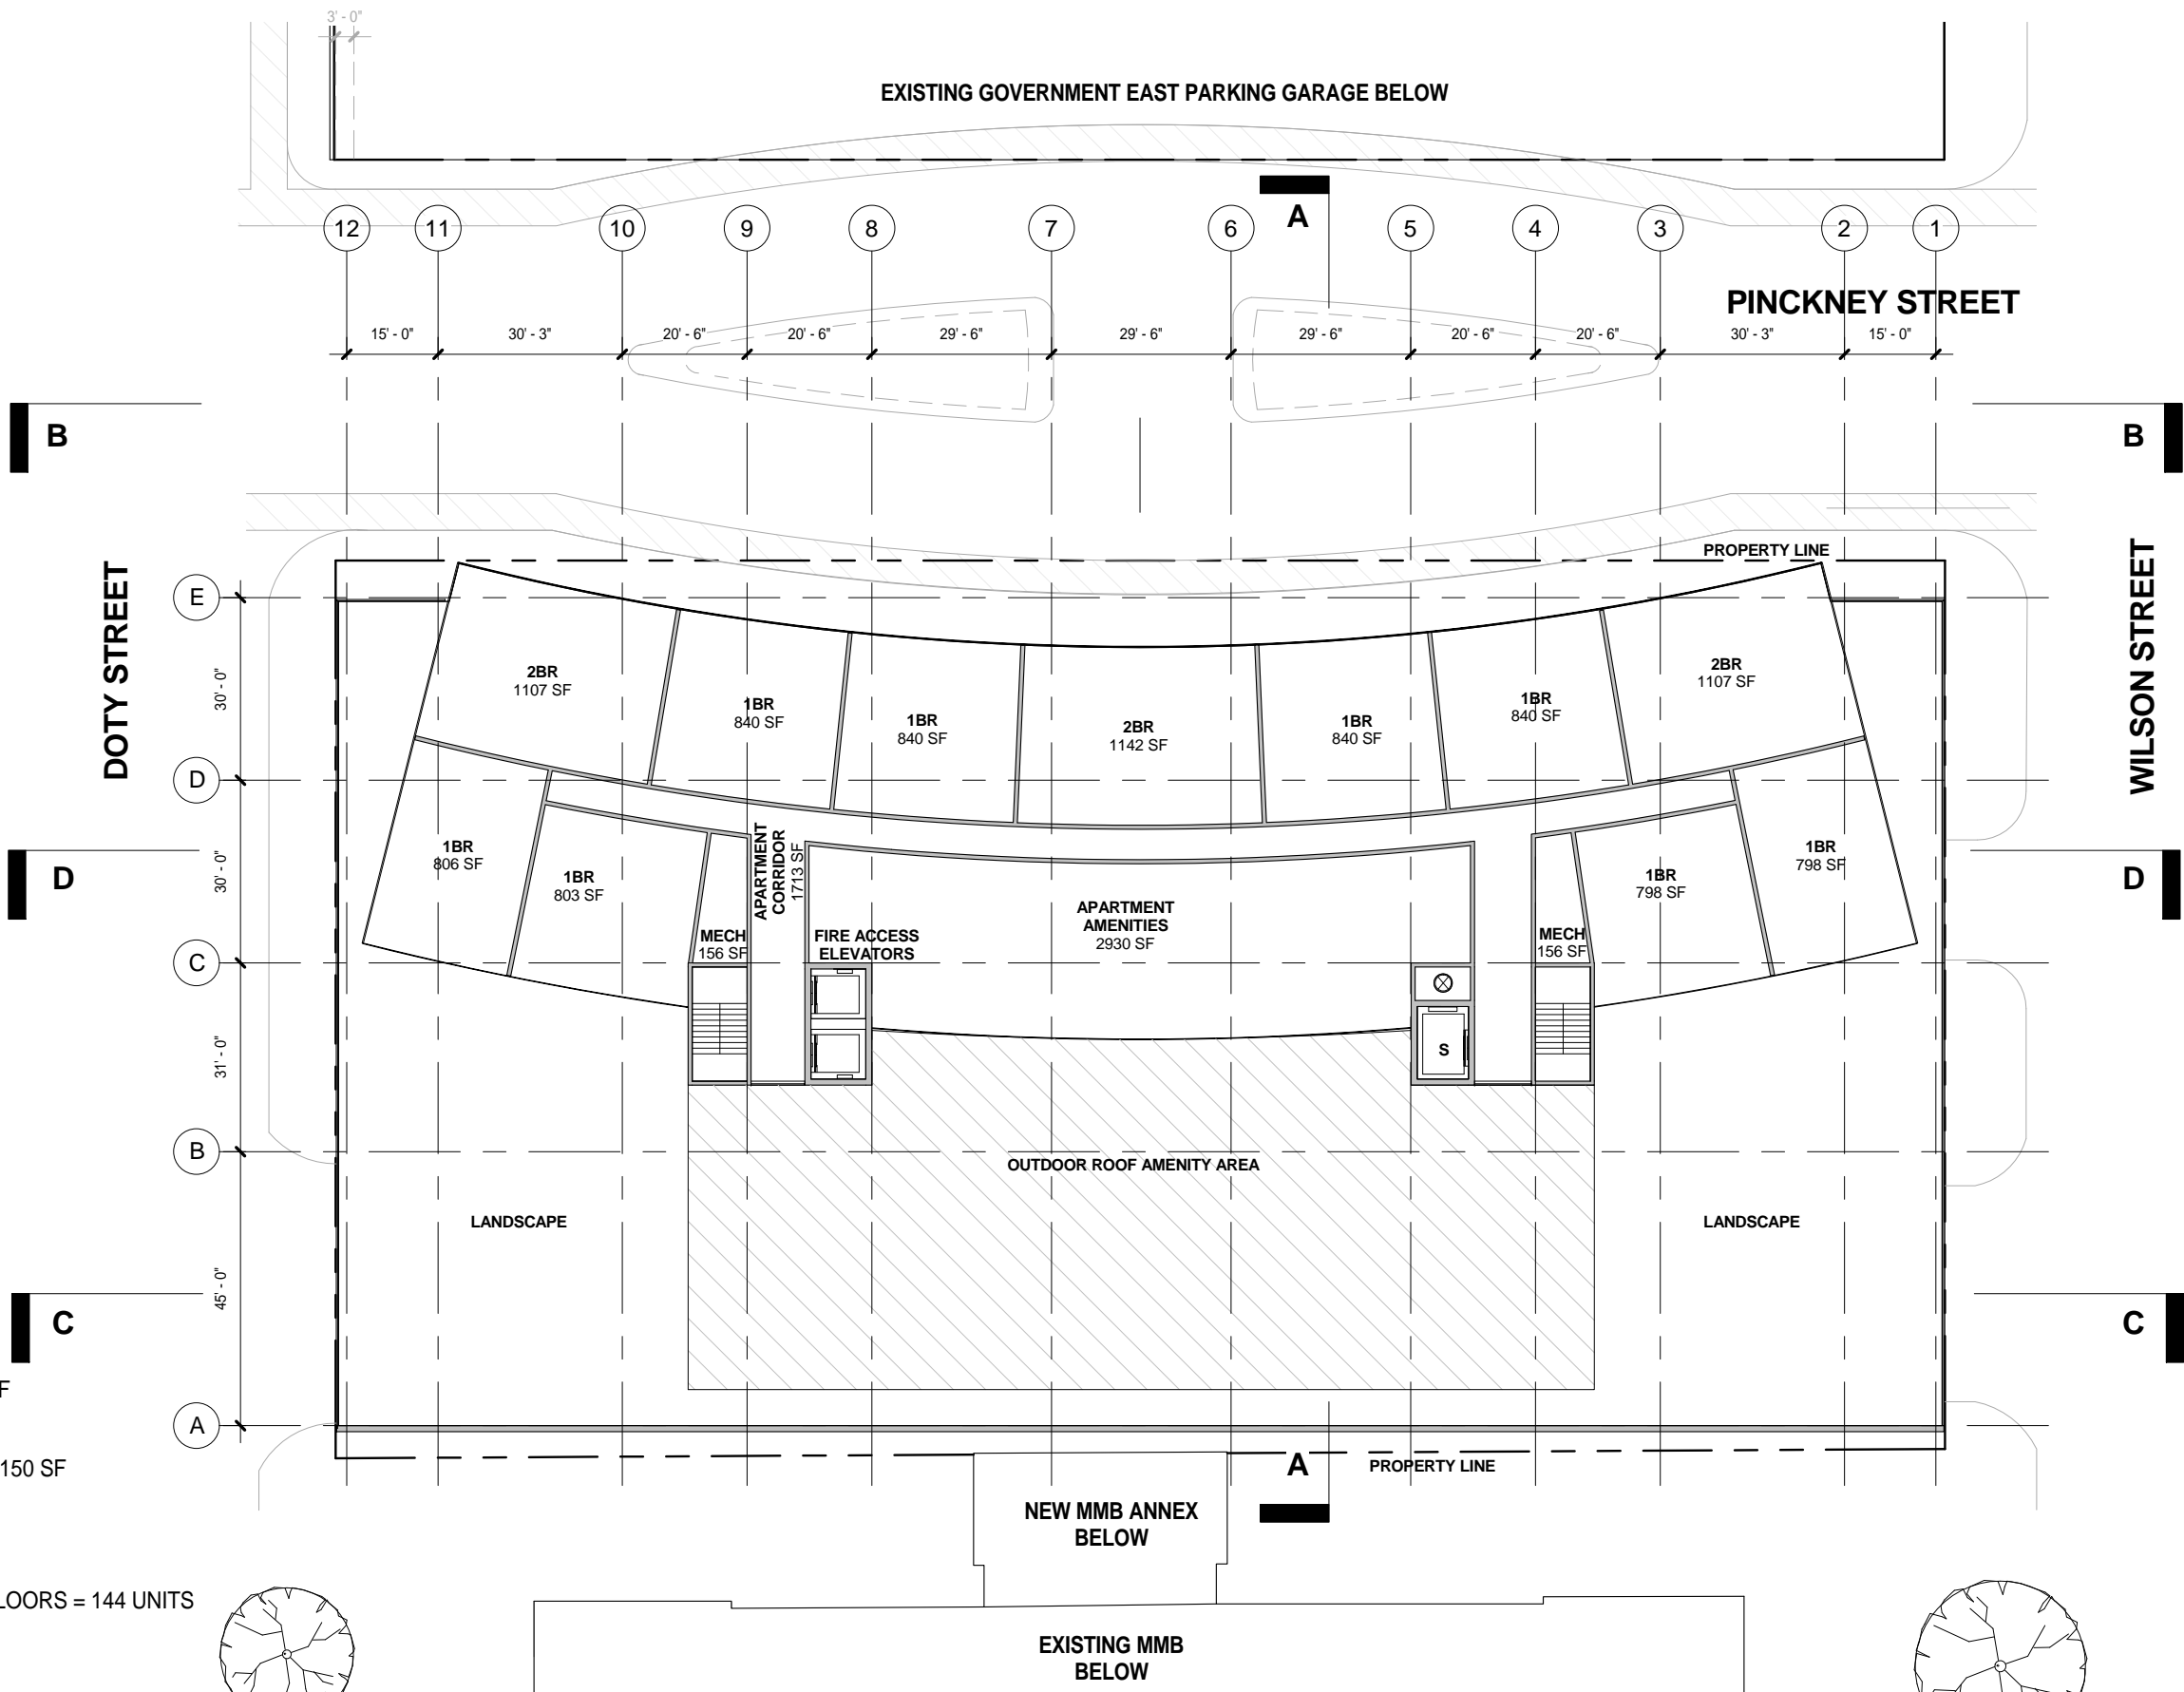 3' - 0"
EXISTING GOVERNMENT EAST PARKING GARAGE BELOW
A
12 11 10 9 8 7 6 5 4 3 2 1
PINCKNEY STREET
15' - 0" 30' - 3" 20' - 6" 20' - 6" 29' - 6" 29' - 6" 29' - 6" 20' - 6" 20' - 6" 30' - 3" 15' - 0"
B B
PROPERTY LINE
DOTY STREET
WILSON STREET
E
30' - 0"
D
30' - 0"
C
31' - 0"
B
45' - 0"
A
2BR
1107 SF
1BR
840 SF
1BR
840 SF
2BR
1142 SF
1BR
840 SF
1BR
840 SF
2BR
1107 SF
D D
1BR
806 SF
1BR
803 SF
MECH
156 SF
APARTMENT
CORRIDOR
1713 SF
FIRE ACCESS
ELEVATORS
APARTMENT
AMENITIES
2930 SF
MECH
156 SF
1BR
798 SF
1BR
798 SF
S
OUTDOOR ROOF AMENITY AREA
LANDSCAPE
LANDSCAPE
C C
F
150 SF
A
PROPERTY LINE
NEW MMB ANNEX
BELOW
LOORS = 144 UNITS
EXISTING MMB
BELOW